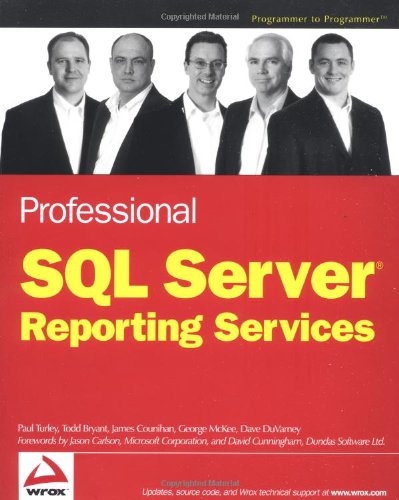 Copyrighted Material
Programmer to Programmer™
Professional
SQL Server®
Reporting Services
Paul Turley, Todd Bryant, James Counihan, George McKee, Dave DuVarney
Forewords by Jason Carlson, Microsoft Corporation, and David Cunningham, Dundas Software Ltd.
wrox
Updates, source code, and Wrox technical support at www.wrox.com
Copyrighted Material